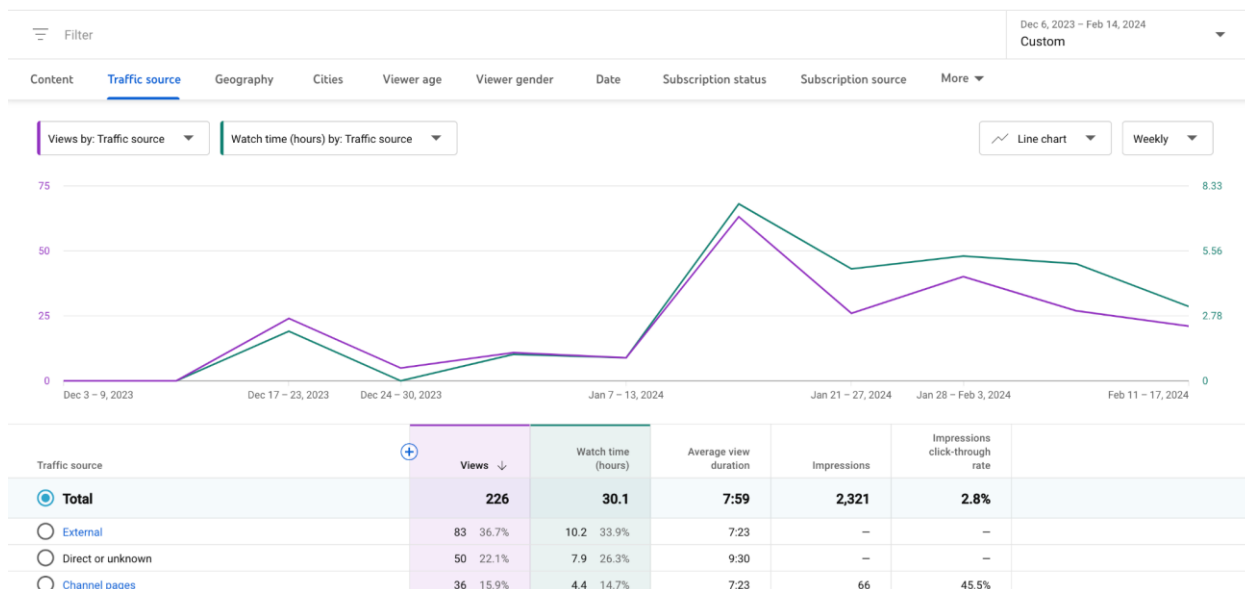 Filter
Dec 6, 2023 – Feb 14, 2024
Custom
Content Traffic source Geography Cities Viewer age Viewer gender Date Subscription status Subscription source More
Views by: Traffic source Watch time (hours) by: Traffic source Line chart Weekly
75 8.33
50 5.56
25 2.78
0 0
Dec 3 – 9, 2023 Dec 17 – 23, 2023 Dec 24 – 30, 2023 Jan 7 – 13, 2024 Jan 21 – 27, 2024 Jan 28 – Feb 3, 2024 Feb 11 – 17, 2024
Traffic source Views Watch time (hours) Average view duration Impressions Impressions click-through rate
Total 226 30.1 7:59 2,321 2.8%
External 83 36.7% 10.2 33.9% 7:23 – –
Direct or unknown 50 22.1% 7.9 26.3% 9:30 – –
Channel pages 36 15.9% 4.4 14.7% 7:23 66 45.5%